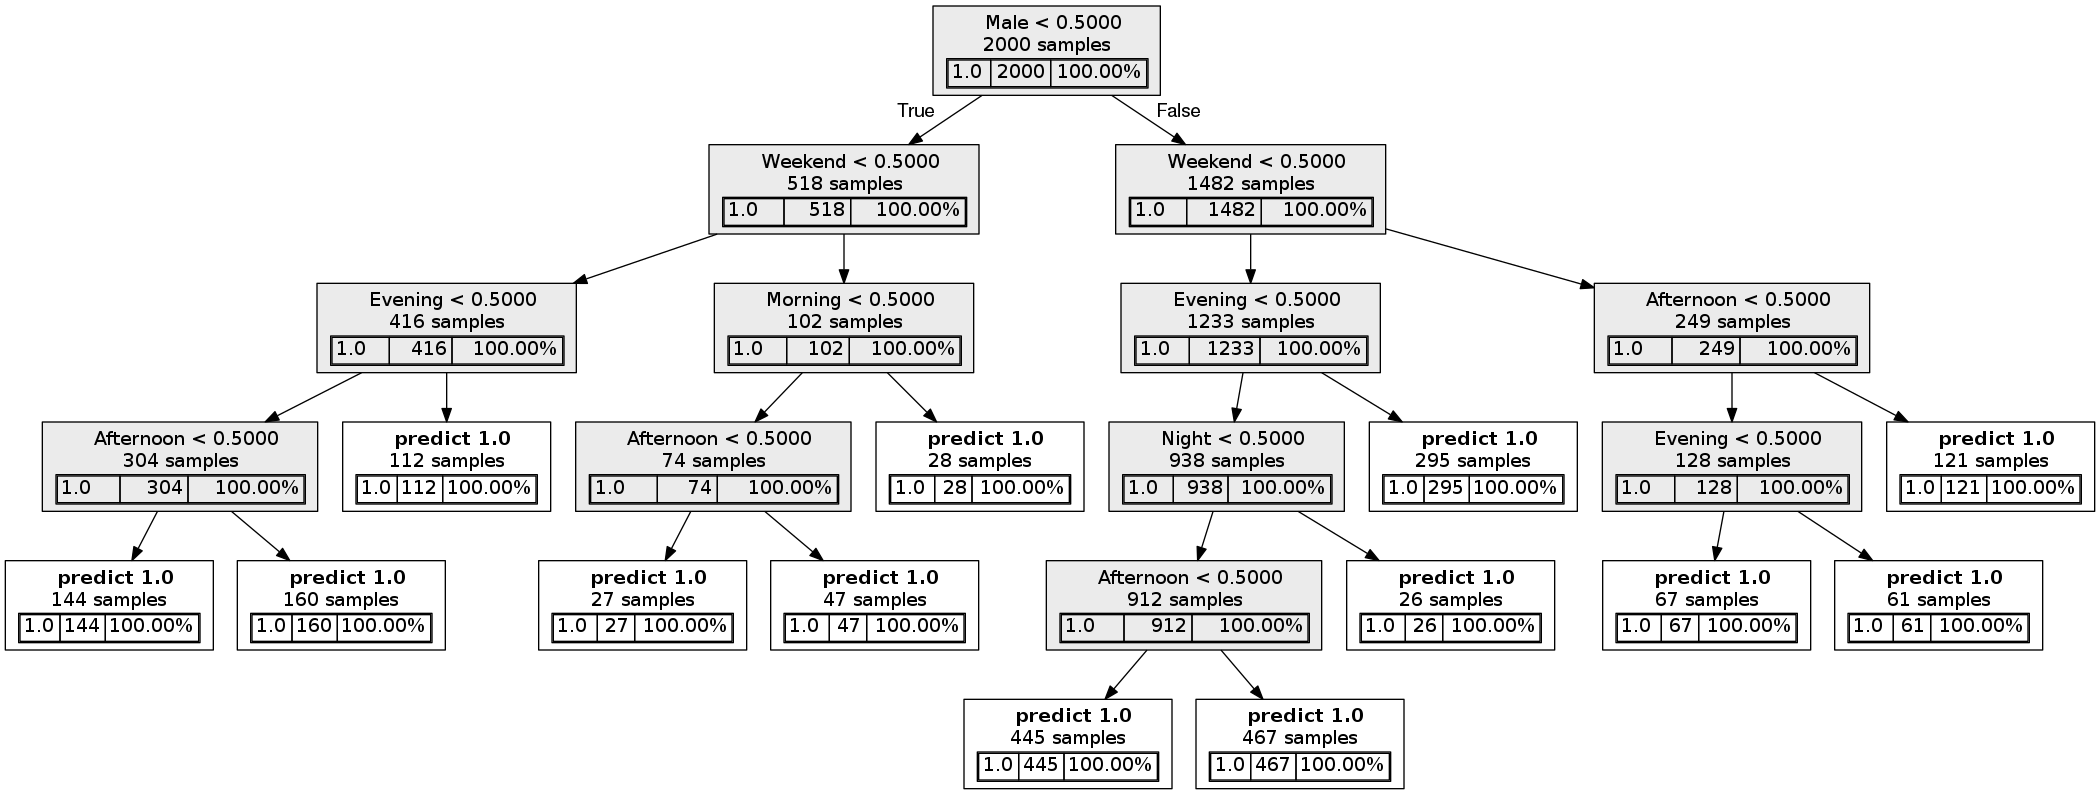 Male < 0.5000
2000 samples
1.0 2000 100.00%
True
False
Weekend < 0.5000
518 samples
1.0 518 100.00%
Weekend < 0.5000
1482 samples
1.0 1482 100.00%
Evening < 0.5000
416 samples
1.0 416 100.00%
Morning < 0.5000
102 samples
1.0 102 100.00%
Evening < 0.5000
1233 samples
1.0 1233 100.00%
Afternoon < 0.5000
249 samples
1.0 249 100.00%
Afternoon < 0.5000
304 samples
1.0 304 100.00%
predict 1.0
112 samples
1.0 112 100.00%
Afternoon < 0.5000
74 samples
1.0 74 100.00%
predict 1.0
28 samples
1.0 28 100.00%
Night < 0.5000
938 samples
1.0 938 100.00%
predict 1.0
295 samples
1.0 295 100.00%
Evening < 0.5000
128 samples
1.0 128 100.00%
predict 1.0
121 samples
1.0 121 100.00%
predict 1.0
144 samples
1.0 144 100.00%
predict 1.0
160 samples
1.0 160 100.00%
predict 1.0
27 samples
1.0 27 100.00%
predict 1.0
47 samples
1.0 47 100.00%
Afternoon < 0.5000
912 samples
1.0 912 100.00%
predict 1.0
26 samples
1.0 26 100.00%
predict 1.0
67 samples
1.0 67 100.00%
predict 1.0
61 samples
1.0 61 100.00%
predict 1.0
445 samples
1.0 445 100.00%
predict 1.0
467 samples
1.0 467 100.00%